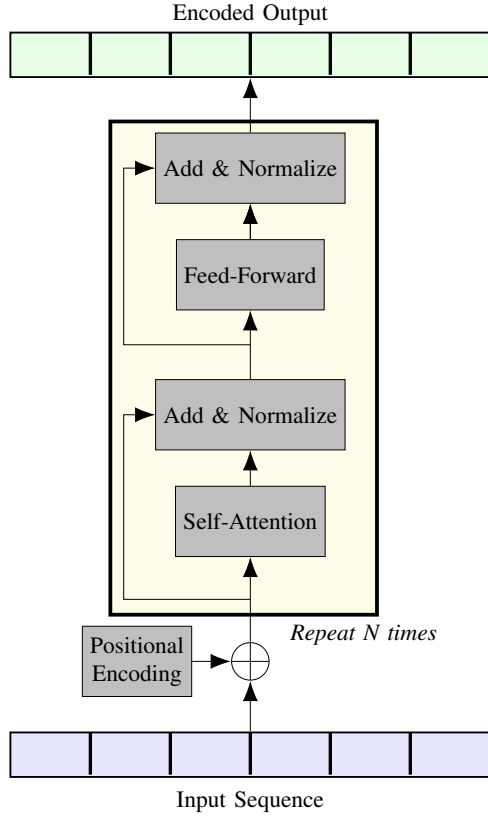 Encoded Output
Add & Normalize
Feed-Forward
Add & Normalize
Self-Attention
Repeat N times
Positional
Encoding
Input Sequence